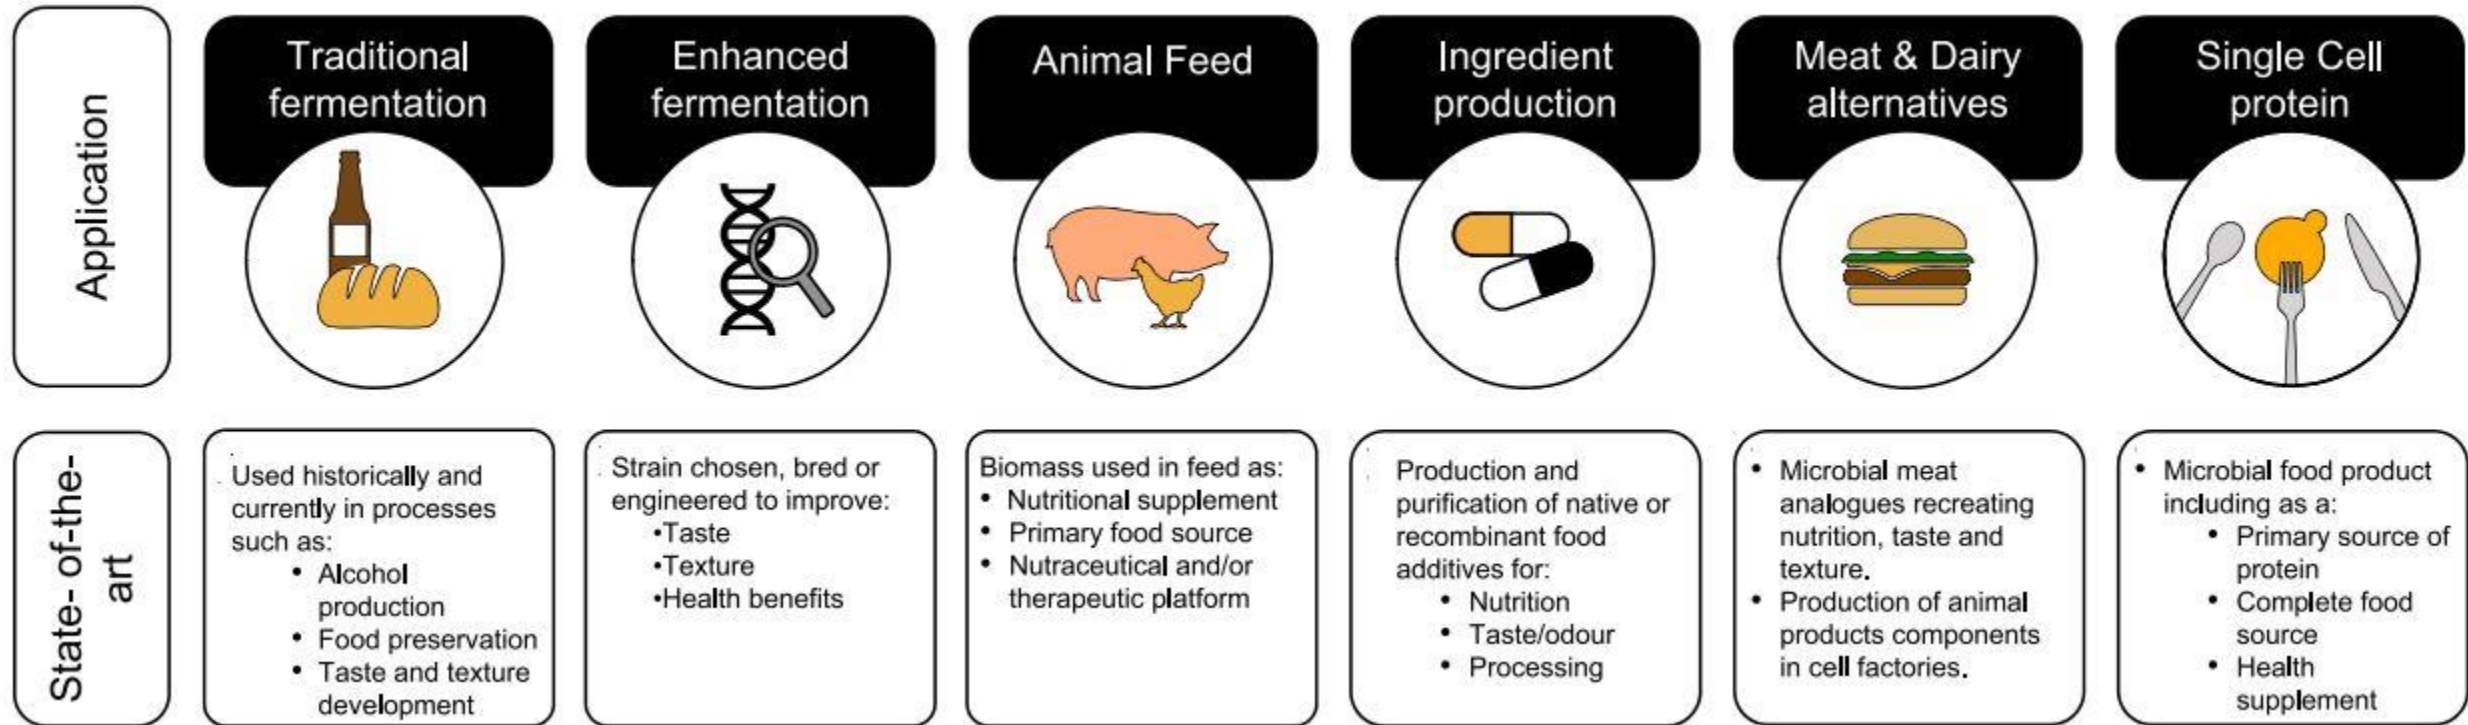 Application
Traditional
fermentation
Enhanced
fermentation
Animal Feed
Ingredient
production
Meat & Dairy
alternatives
Single Cell
protein
State- of-the-
art
Used historically and
currently in processes
such as:
• Alcohol
production
• Food preservation
• Taste and texture
development
Strain chosen, bred or
engineered to improve:
•Taste
•Texture
•Health benefits
Biomass used in feed as:
• Nutritional supplement
• Primary food source
• Nutraceutical and/or
therapeutic platform
Production and
purification of native or
recombinant food
additives for:
• Nutrition
• Taste/odour
• Processing
• Microbial meat
analogues recreating
nutrition, taste and
texture.
• Production of animal
products components
in cell factories.
• Microbial food product
including as a:
• Primary source of
protein
• Complete food
source
• Health
supplement